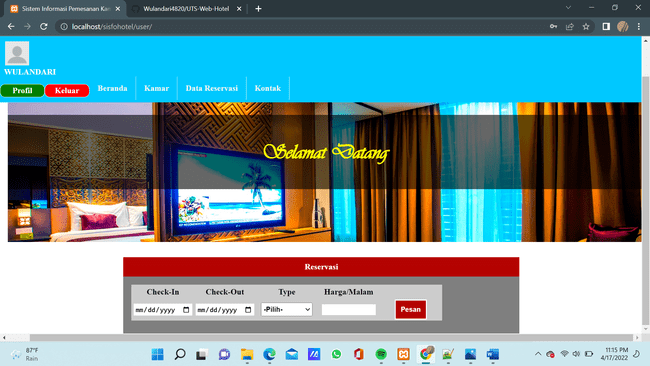 Sistem Informasi Pemesanan Kam
Wulandari4820/UTS-Web-Hotel
localhost/sisfohotel/user/
WULANDARI
Profil Keluar Beranda Kamar Data Reservasi Kontak
Selamat Datang
Reservasi
Check-In Check-Out Type Harga/Malam
mm/dd/yyyy mm/dd/yyyy -Pilih- Pesan
87°F
Rain
11:15 PM
4/17/2022